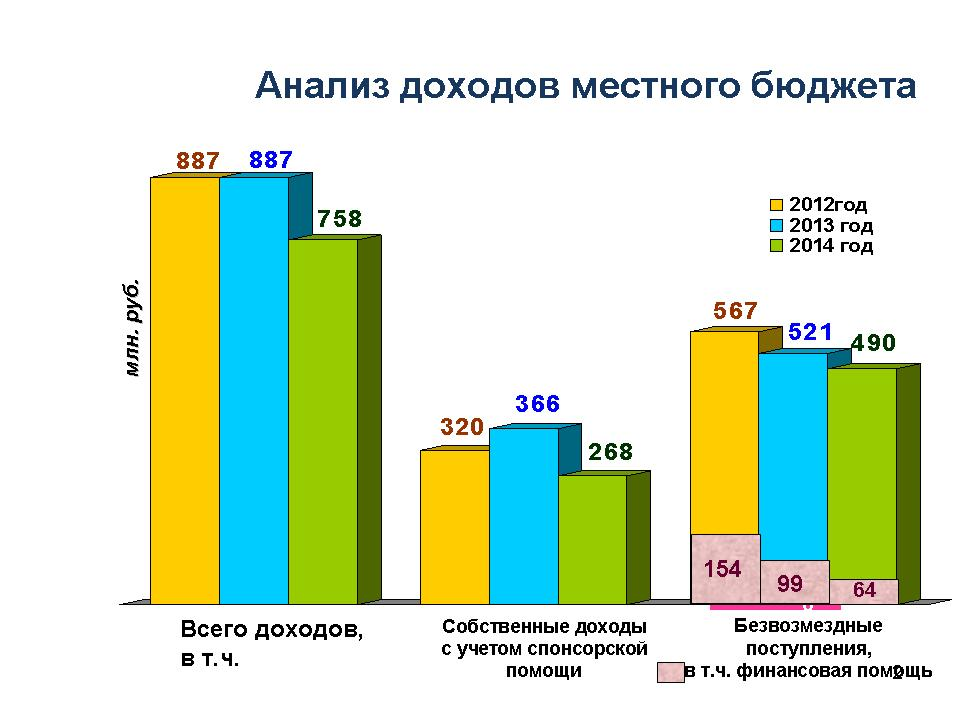 Анализ доходов местного бюджета
887
887
758
млн. руб.
2012год
2013 год
2014 год
320
366
268
567
521
490
154
99
64
Всего доходов,
в т.ч.
Собственные доходы
с учетом спонсорской
помощи
Безвозмездные
поступления,
в т.ч. финансовая помощь
2